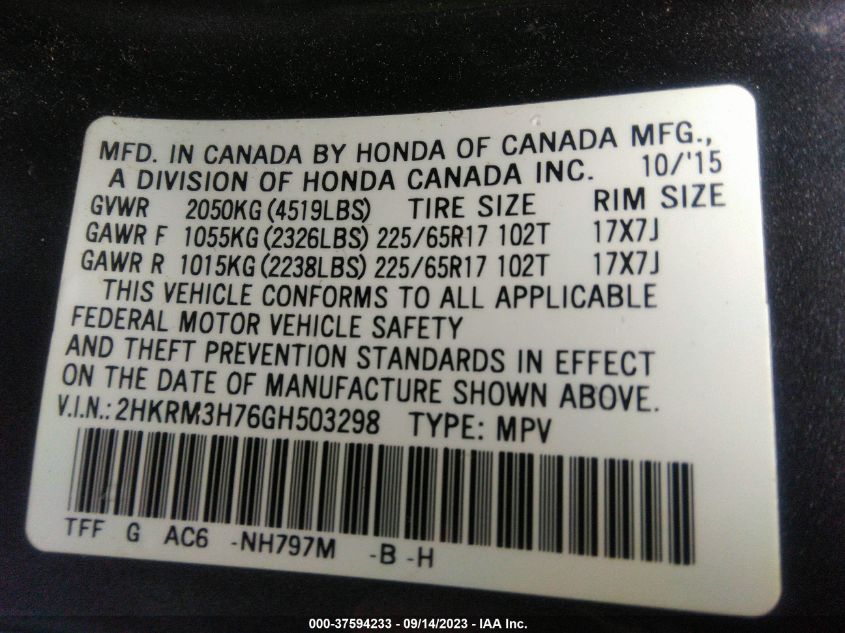 MFD. IN CANADA BY HONDA OF CANADA MFG.,
A DIVISION OF HONDA CANADA INC. 10/'15
GVWR 2050KG (4519LBS) TIRE SIZE RIM SIZE
GAWR F 1055KG (2326LBS) 225/65R17 102T 17X7J
GAWR R 1015KG (2238LBS) 225/65R17 102T 17X7J
THIS VEHICLE CONFORMS TO ALL APPLICABLE
FEDERAL MOTOR VEHICLE SAFETY
AND THEFT PREVENTION STANDARDS IN EFFECT
ON THE DATE OF MANUFACTURE SHOWN ABOVE.
V.I.N.: 2HKRM3H76GH503298 TYPE: MPV
TFF G AC6 -NH797M -B -H
000-37594233 - 09/14/2023 - IAA Inc.